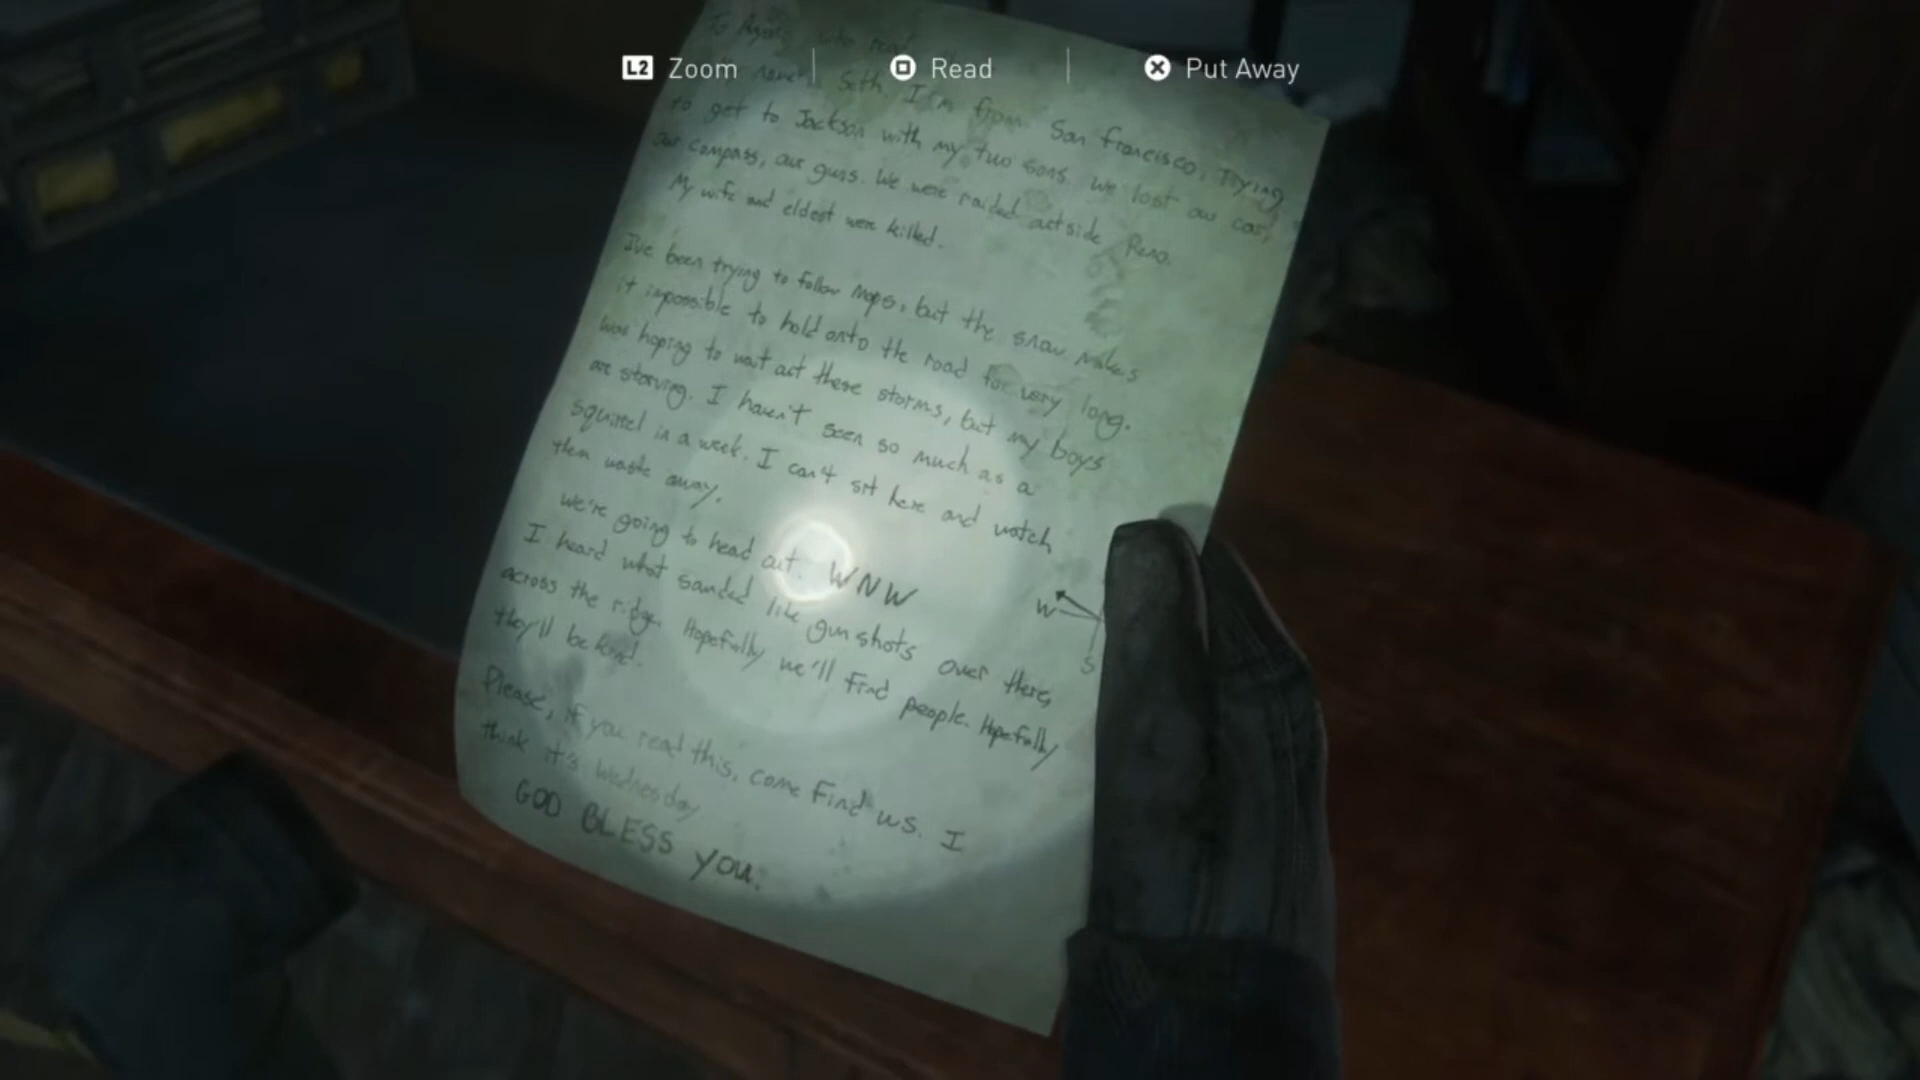 L2 Zoom | Read | Put Away
To Anyone who reads
name's Seth. I'm from San Francisco, Trying
to get to Jackson with my two sons. We lost our car,
our compass, our guns. We were raided outside Reno.
My wife and eldest were killed.
I've been trying to follow maps, but the snow makes
it impossible to hold onto the road for very long.
Was hoping to wait out these storms, but my boys
are starving. I haven't seen so much as a
squirrel in a week. I can't sit here and watch
them waste away.
We're going to head out. WNW
I heard what sounded like gunshots over there,
across the ridge. Hopefully we'll find people. Hopefully
they'll be kind.
W
S
Please, if you read this, come find us. I
think it's Wednesday
GOD BLESS YOU.